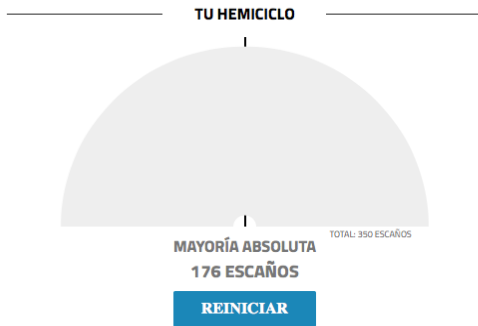 TU HEMICICLO
TOTAL: 350 ESCAÑOS
MAYORÍA ABSOLUTA
176 ESCAÑOS
REINICIAR